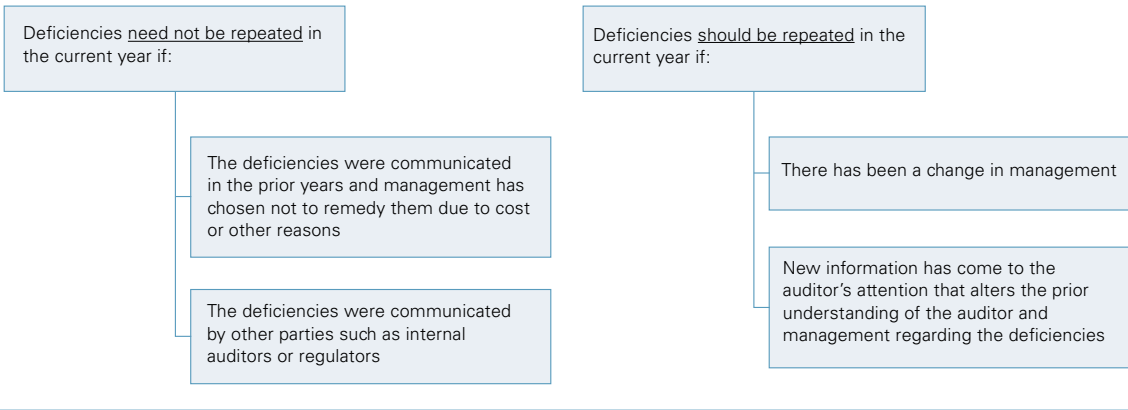 Deficiencies need not be repeated in
the current year if:
The deficiencies were communicated
in the prior years and management has
chosen not to remedy them due to cost
or other reasons
The deficiencies were communicated
by other parties such as internal
auditors or regulators
Deficiencies should be repeated in the
current year if:
There has been a change in management
New information has come to the
auditor’s attention that alters the prior
understanding of the auditor and
management regarding the deficiencies